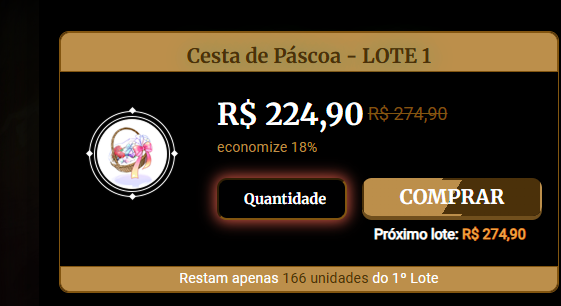 Cesta de Páscoa - LOTE 1
R$ 224,90 R$ 274,90
economize 18%
Quantidade
COMPRAR
Próximo lote: R$ 274,90
Restam apenas 166 unidades do 1º Lote